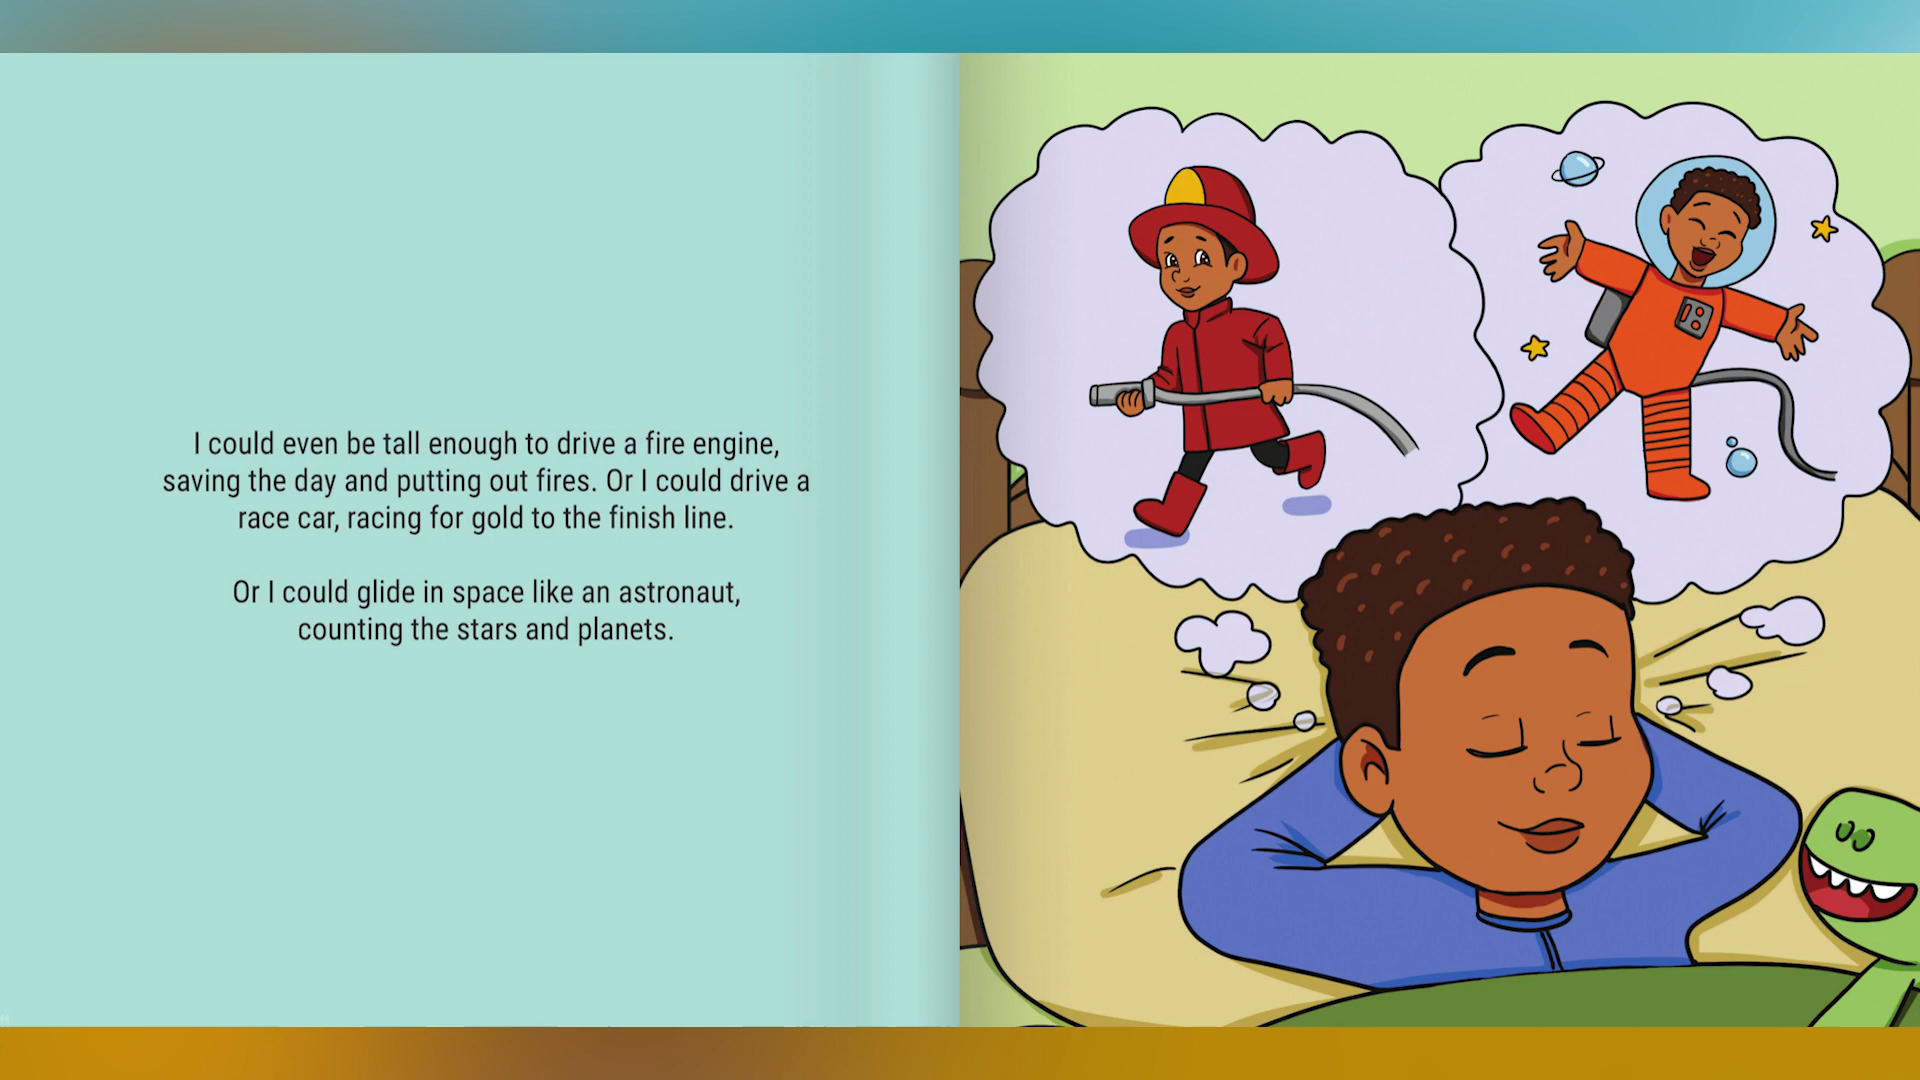 I could even be tall enough to drive a fire engine,
saving the day and putting out fires. Or I could drive a
race car, racing for gold to the finish line.
Or I could glide in space like an astronaut,
counting the stars and planets.